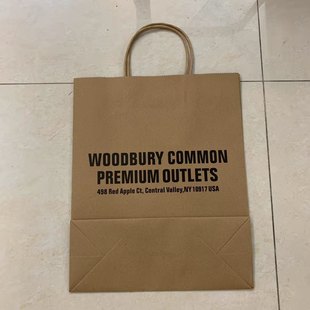 WOODBURY COMMON
PREMIUM OUTLETS
498 Red Apple Ct, Central Valley,NY 10917 USA